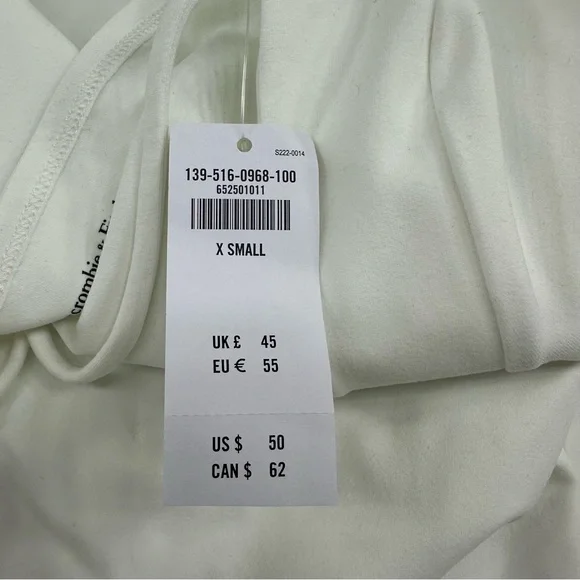 S222-0014
139-516-0968-100
652501011
X SMALL
UK £ 45
EU € 55
US $ 50
CAN $ 62